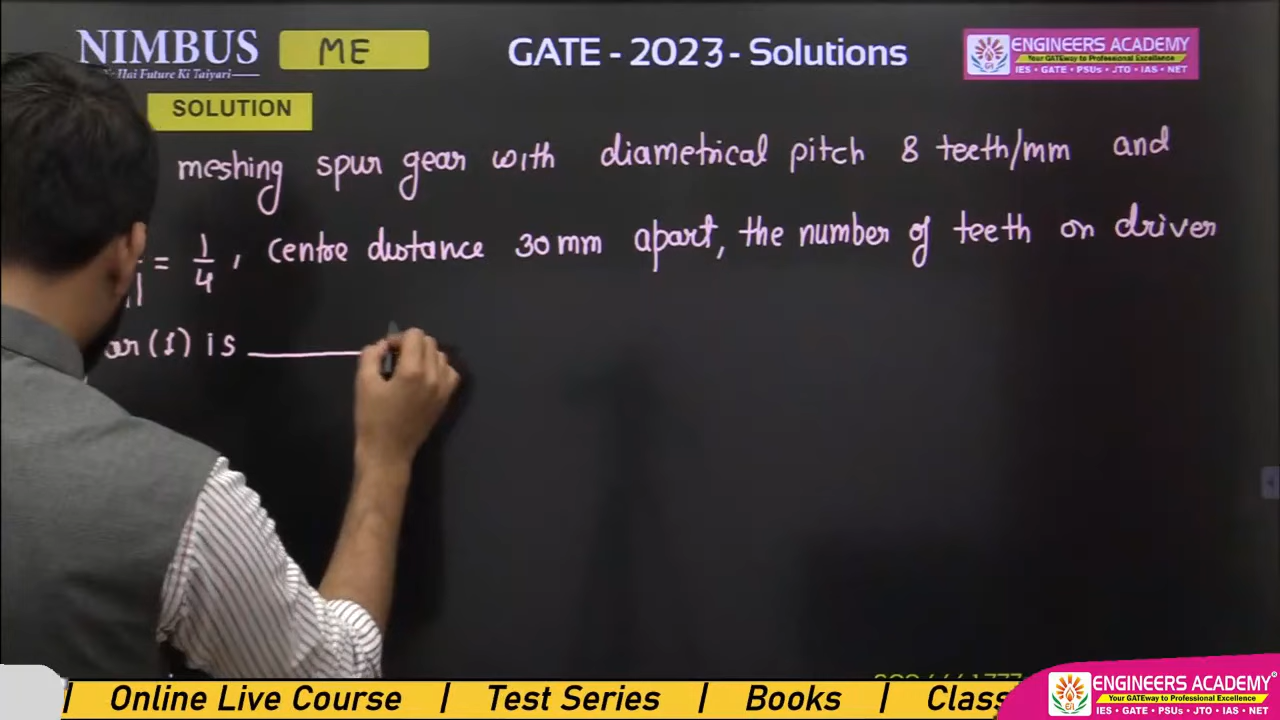 NIMBUS
Hai Future Ki Taiyari
ME
GATE - 2023 - Solutions
ENGINEERS ACADEMY
Your GATEway to Professional Excellence
IES • GATE • PSUs • JTO • IAS • NET
SOLUTION
meshing spur gear with diametrical pitch 8 teeth/mm and
= 1/4 , centre distance 30 mm apart, the number of teeth on driver
ar (1) is
| Online Live Course | Test Series | Books | Class
ENGINEERS ACADEMY
Your GATEway to Professional Excellence
IES • GATE • PSUs • JTO • IAS • NET